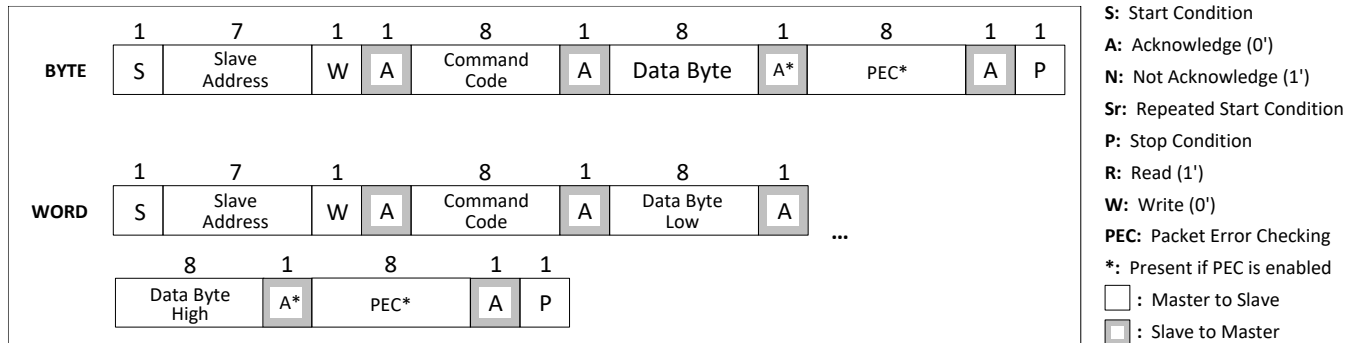 1 7 1 1 8 1 8 1 8 1 1
BYTE S Slave Address W A Command Code A Data Byte A* PEC* A P
1 7 1 8 1 8 1
WORD S Slave Address W A Command Code A Data Byte Low A ...
8 1 8 1 1
Data Byte High A* PEC* A P
S: Start Condition
A: Acknowledge (0')
N: Not Acknowledge (1')
Sr: Repeated Start Condition
P: Stop Condition
R: Read (1')
W: Write (0')
PEC: Packet Error Checking
*: Present if PEC is enabled
: Master to Slave
: Slave to Master